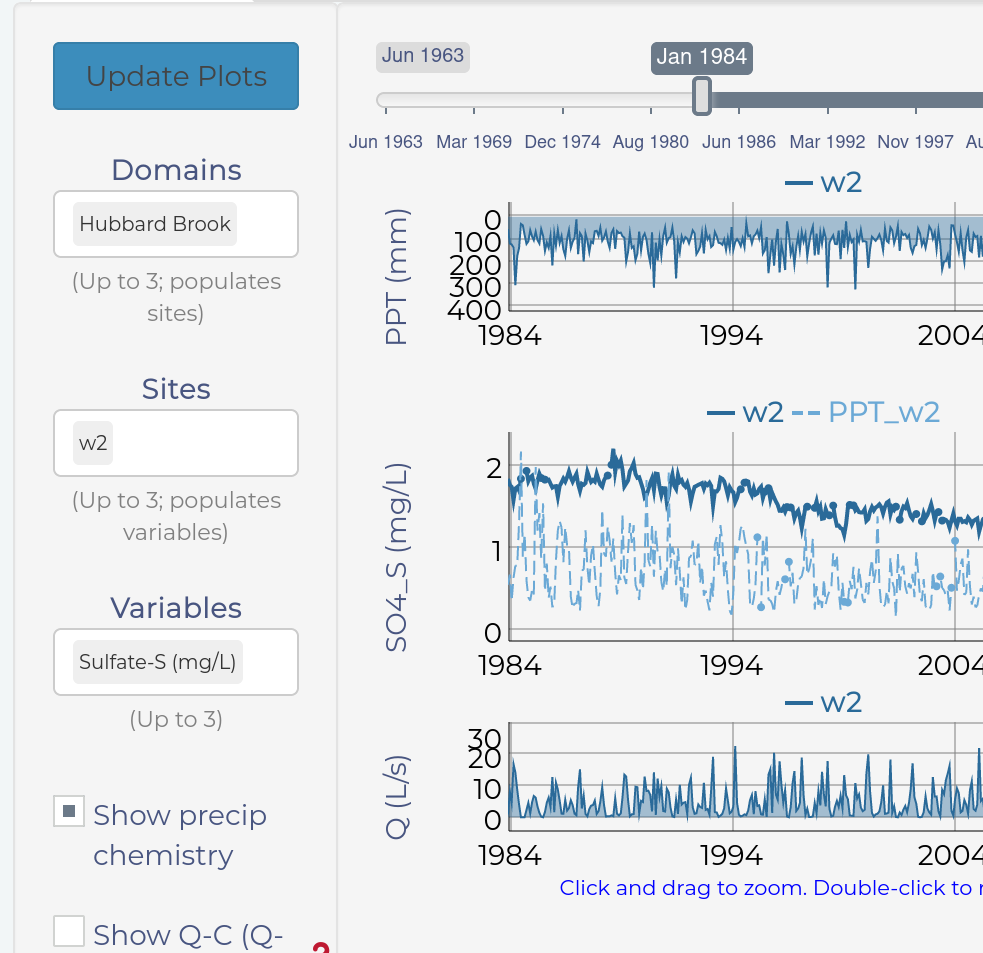 Update Plots
Domains
Hubbard Brook
(Up to 3; populates
sites)
Sites
w2
(Up to 3; populates
variables)
Variables
Sulfate-S (mg/L)
(Up to 3)
Show precip
chemistry
Show Q-C (Q-
?
Jun 1963
Jan 1984
Jun 1963 Mar 1969 Dec 1974 Aug 1980 Jun 1986 Mar 1992 Nov 1997 Au
w2
PPT (mm)
0
100
200
300
400
1984 1994 2004
w2 PPT_w2
SO4_S (mg/L)
2
1
0
1984 1994 2004
w2
Q (L/s)
30
20
10
0
1984 1994 2004
Click and drag to zoom. Double-click to r